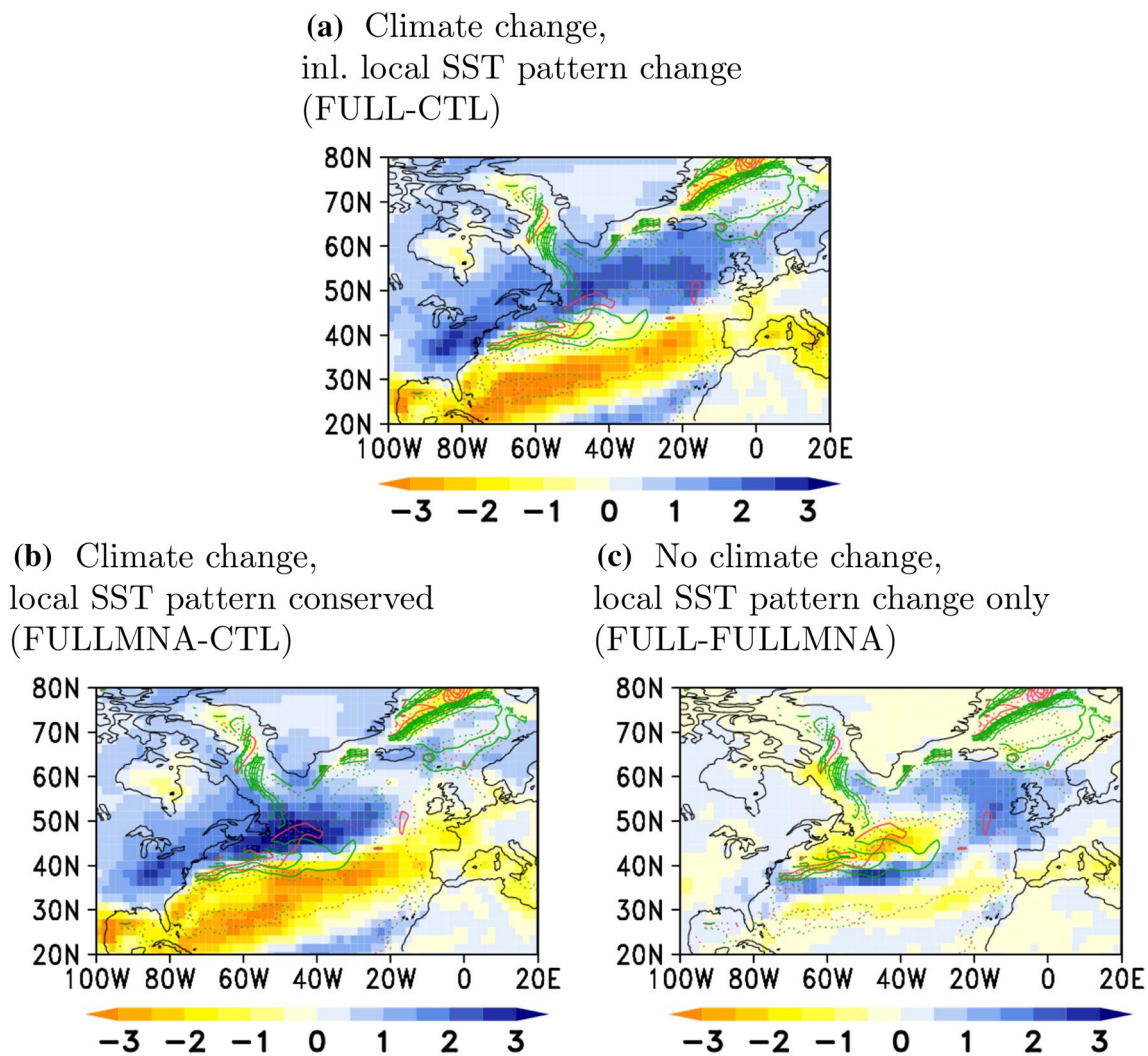 (a) Climate change,
inl. local SST pattern change
(FULL-CTL)
80N
70N
60N
50N
40N
30N
20N
100W 80W 60W 40W 20W 0 20E
-3 -2 -1 0 1 2 3
(b) Climate change,
local SST pattern conserved
(FULLMNA-CTL)
80N
70N
60N
50N
40N
30N
20N
100W 80W 60W 40W 20W 0 20E
-3 -2 -1 0 1 2 3
(c) No climate change,
local SST pattern change only
(FULL-FULLMNA)
80N
70N
60N
50N
40N
30N
20N
100W 80W 60W 40W 20W 0 20E
-3 -2 -1 0 1 2 3